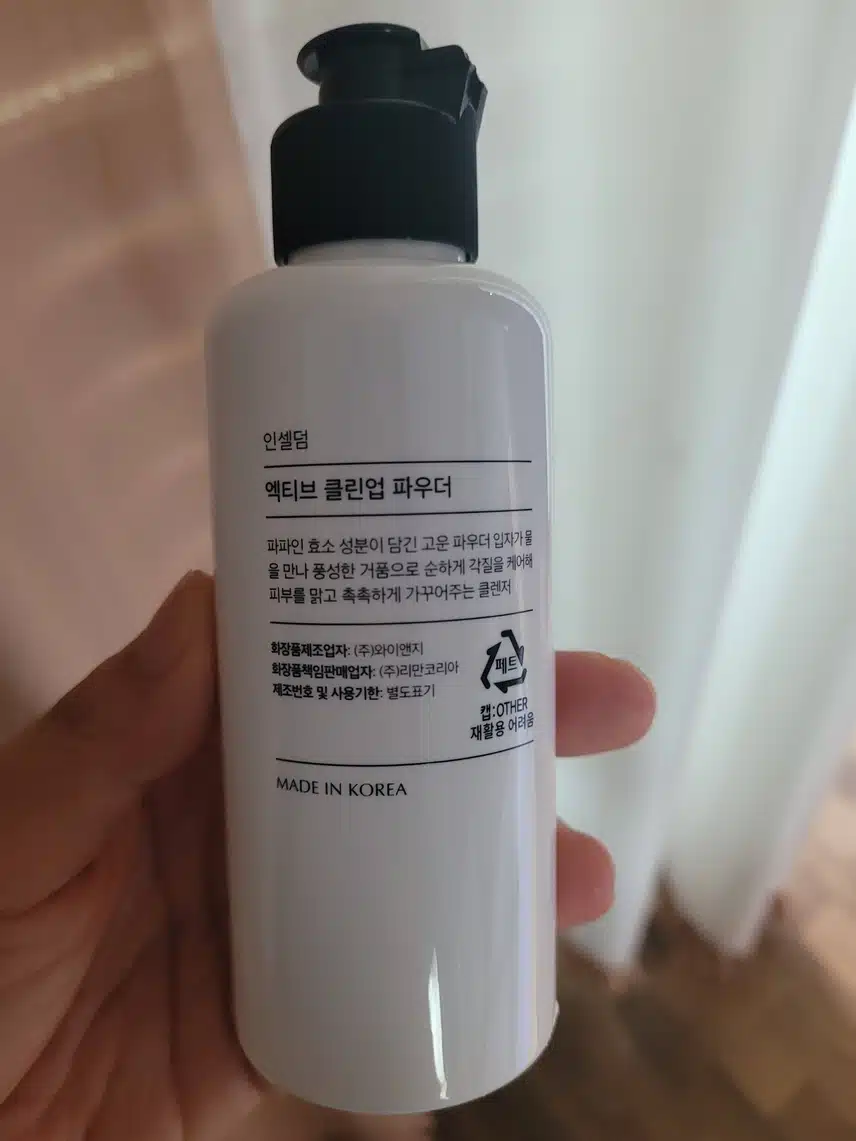 인셀덤
엑티브 클린업 파우더
파파인 효소 성분이 담긴 고운 파우더 입자가 물
을 만나 풍성한 거품으로 순하게 각질을 케어해
피부를 맑고 촉촉하게 가꾸어주는 클렌저
화장품제조업자: (주)와이앤지
화장품책임판매업자: (주)리만코리아
제조번호 및 사용기한: 별도표기
페트
캡:OTHER
재활용 어려움
MADE IN KOREA